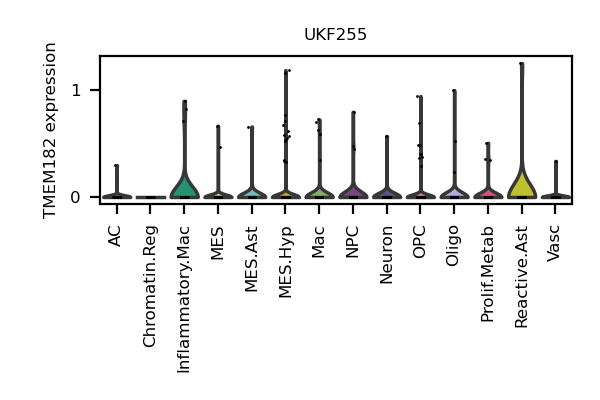 UKF255
TMEM182 expression
1
0
AC
Chromatin.Reg
Inflammatory.Mac
MES
MES.Ast
MES.Hyp
Mac
NPC
Neuron
OPC
Oligo
Prolif.Metab
Reactive.Ast
Vasc